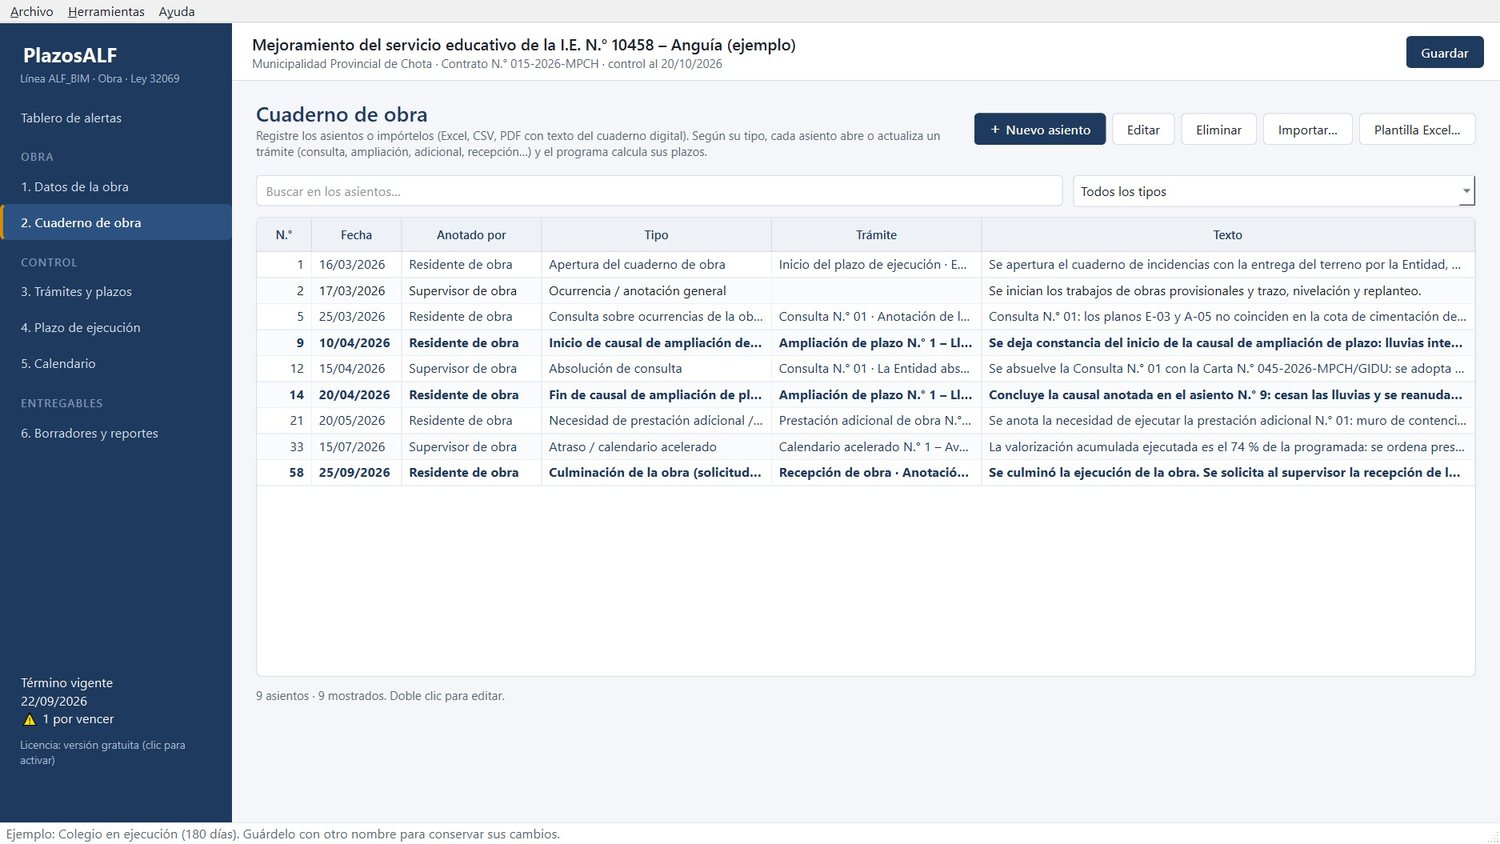 Archivo Herramientas Ayuda
PlazosALF
Línea ALF_BIM · Obra · Ley 32069
Tablero de alertas
OBRA
1. Datos de la obra
2. Cuaderno de obra
CONTROL
3. Trámites y plazos
4. Plazo de ejecución
5. Calendario
ENTREGABLES
6. Borradores y reportes
Término vigente
22/09/2026
1 por vencer
Licencia: versión gratuita (clic para
activar)
Mejoramiento del servicio educativo de la I.E. N.° 10458 – Anguía (ejemplo)
Municipalidad Provincial de Chota · Contrato N.° 015-2026-MPCH · control al 20/10/2026
Guardar
Cuaderno de obra
Registre los asientos o impórtelos (Excel, CSV, PDF con texto del cuaderno digital). Según su tipo, cada asiento abre o actualiza un
trámite (consulta, ampliación, adicional, recepción...) y el programa calcula sus plazos.
+ Nuevo asiento Editar Eliminar Importar... Plantilla Excel...
Buscar en los asientos... Todos los tipos
N.° Fecha Anotado por Tipo Trámite Texto
1 16/03/2026 Residente de obra Apertura del cuaderno de obra Inicio del plazo de ejecución · E... Se apertura el cuaderno de incidencias con la entrega del terreno por la Entidad, ...
2 17/03/2026 Supervisor de obra Ocurrencia / anotación general Se inician los trabajos de obras provisionales y trazo, nivelación y replanteo.
5 25/03/2026 Residente de obra Consulta sobre ocurrencias de la ob... Consulta N.° 01 · Anotación de l... Consulta N.° 01: los planos E-03 y A-05 no coinciden en la cota de cimentación de...
9 10/04/2026 Residente de obra Inicio de causal de ampliación de... Ampliación de plazo N.° 1 – Ll... Se deja constancia del inicio de la causal de ampliación de plazo: lluvias inte...
12 15/04/2026 Supervisor de obra Absolución de consulta Consulta N.° 01 · La Entidad abs... Se absuelve la Consulta N.° 01 con la Carta N.° 045-2026-MPCH/GIDU: se adopta ...
14 20/04/2026 Residente de obra Fin de causal de ampliación de pl... Ampliación de plazo N.° 1 – Ll... Concluye la causal anotada en el asiento N.° 9: cesan las lluvias y se reanuda...
21 20/05/2026 Residente de obra Necesidad de prestación adicional /... Prestación adicional de obra N.°... Se anota la necesidad de ejecutar la prestación adicional N.° 01: muro de contenci...
33 15/07/2026 Supervisor de obra Atraso / calendario acelerado Calendario acelerado N.° 1 – Av... La valorización acumulada ejecutada es el 74 % de la programada: se ordena pres...
58 25/09/2026 Residente de obra Culminación de la obra (solicitud... Recepción de obra · Anotació... Se culminó la ejecución de la obra. Se solicita al supervisor la recepción de l...
9 asientos · 9 mostrados. Doble clic para editar.
Ejemplo: Colegio en ejecución (180 días). Guárdelo con otro nombre para conservar sus cambios.